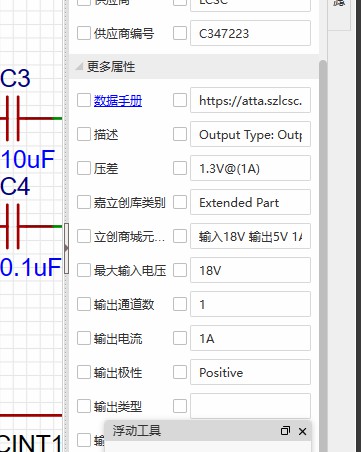 供应商
LCSC
供应商编号
C347223
更多属性
C3
数据手册
https://atta.szlcsc.
描述
Output Type: Outp
10uF
压差
1.3V@(1A)
C4
嘉立创库类别
Extended Part
立创商城元...
输入18V 输出5V 1A
0.1uF
最大输入电压
18V
输出通道数
1
输出电流
1A
输出极性
Positive
输出类型
浮动工具
CINT1